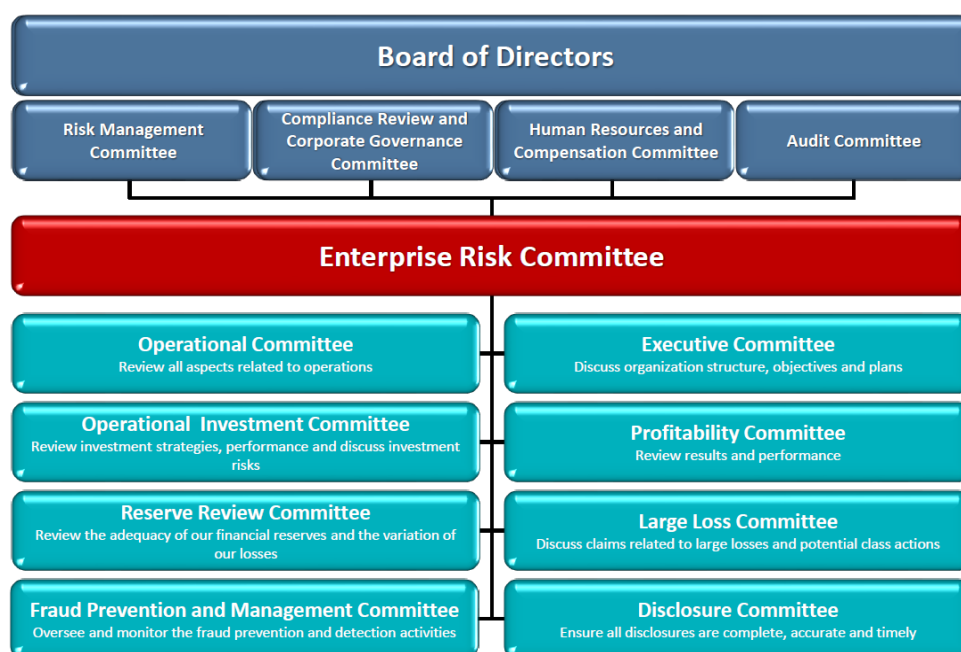 Board of Directors
Risk Management
Committee
Compliance Review and
Corporate Governance
Committee
Human Resources and
Compensation Committee
Audit Committee
Enterprise Risk Committee
Operational Committee
Review all aspects related to operations
Executive Committee
Discuss organization structure, objectives and plans
Operational Investment Committee
Review investment strategies, performance and discuss investment
risks
Profitability Committee
Review results and performance
Reserve Review Committee
Review the adequacy of our financial reserves and the variation of
our losses
Large Loss Committee
Discuss claims related to large losses and potential class actions
Fraud Prevention and Management Committee
Oversee and monitor the fraud prevention and detection activities
Disclosure Committee
Ensure all disclosures are complete, accurate and timely